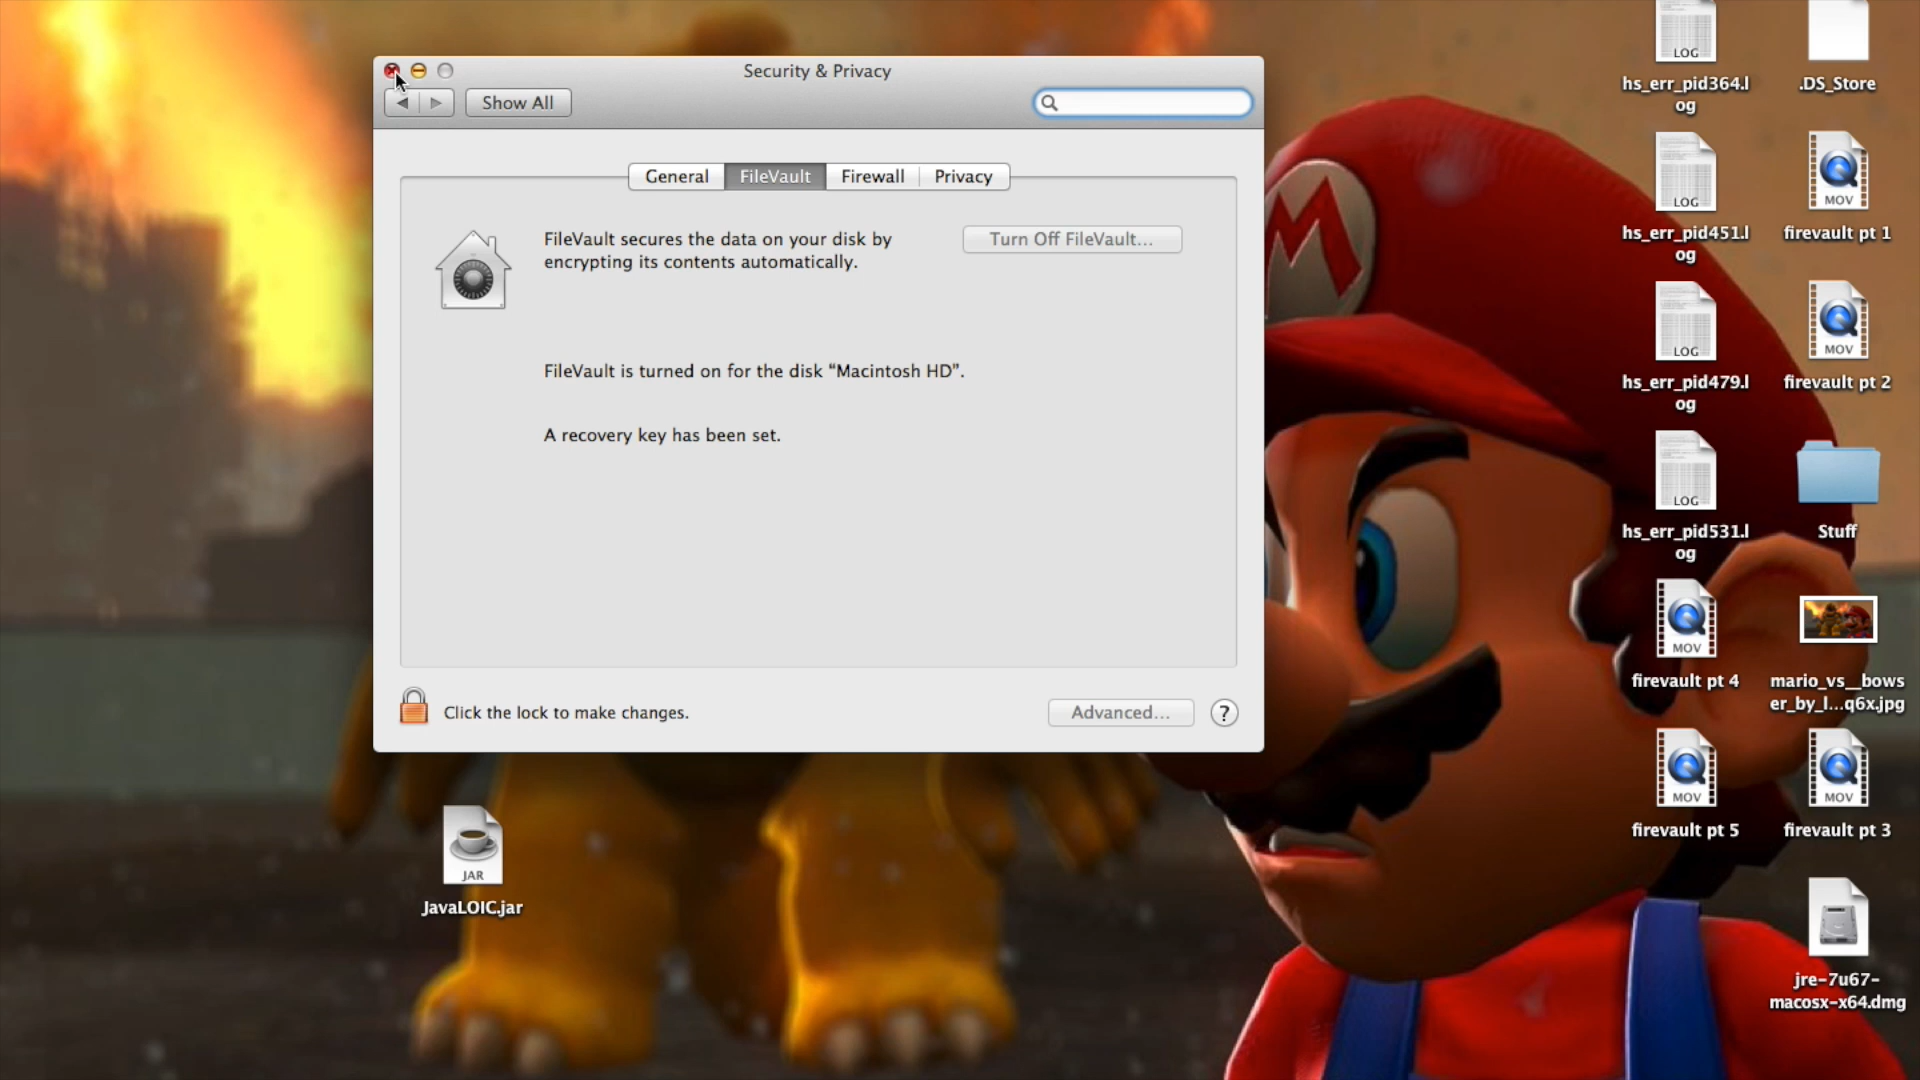 Security & Privacy
Show All
General
FileVault
Firewall
Privacy
FileVault secures the data on your disk by
encrypting its contents automatically.
Turn Off FileVault...
FileVault is turned on for the disk “Macintosh HD”.
A recovery key has been set.
Click the lock to make changes.
Advanced...
?
JAR
JavaLOIC.jar
M
LOG
hs_err_pid364.l
og
.DS_Store
LOG
hs_err_pid451.l
og
MOV
firevault pt 1
LOG
hs_err_pid479.l
og
MOV
firevault pt 2
LOG
hs_err_pid531.l
og
Stuff
MOV
firevault pt 4
mario_vs__bows
er_by_l...q6x.jpg
MOV
firevault pt 5
MOV
firevault pt 3
jre-7u67-
macosx-x64.dmg